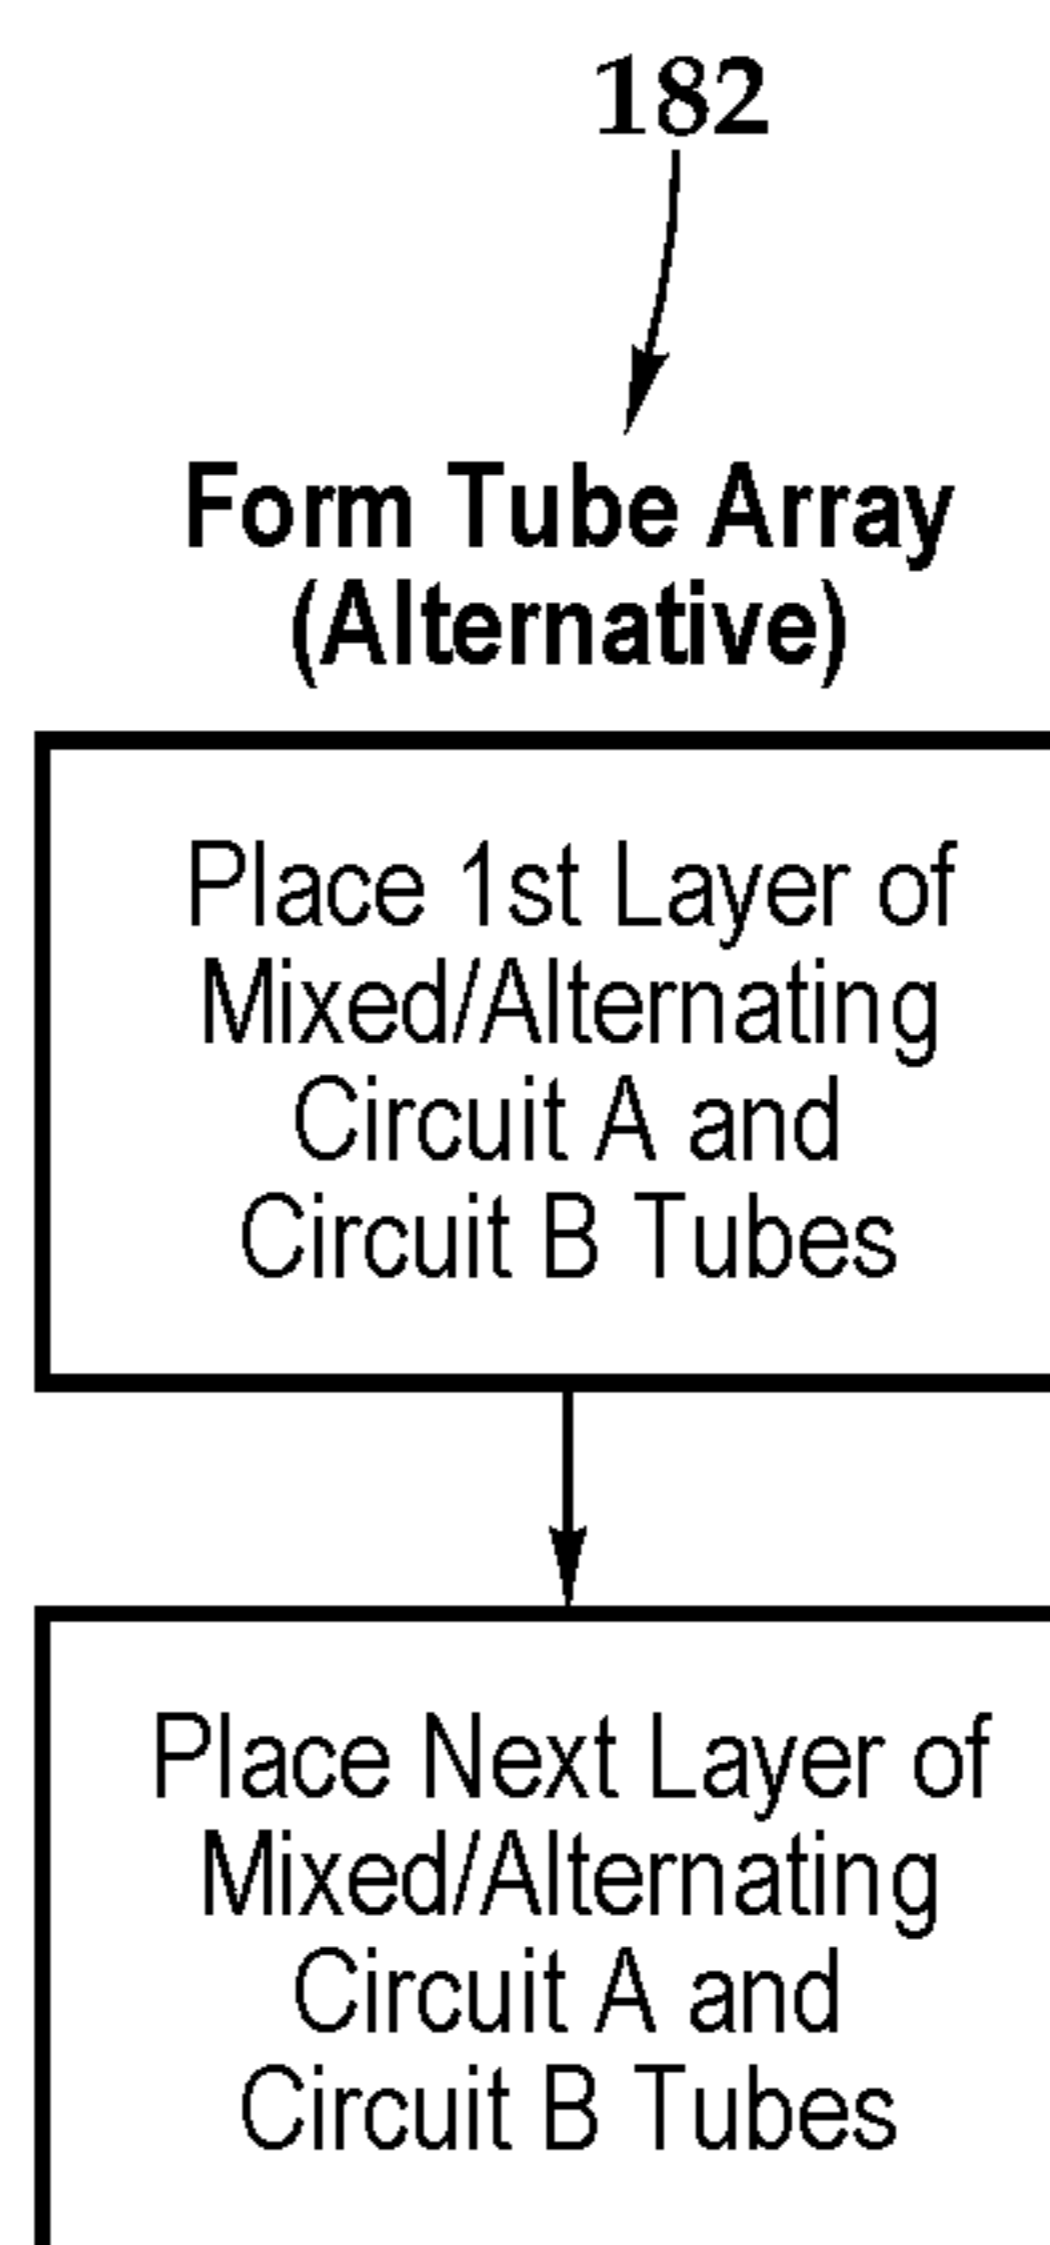 182
Form Tube Array
(Alternative)
Place 1st Layer of
Mixed/Alternating
Circuit A and
Circuit B Tubes
Place Next Layer of
Mixed/Alternating
Circuit A and
Circuit B Tubes